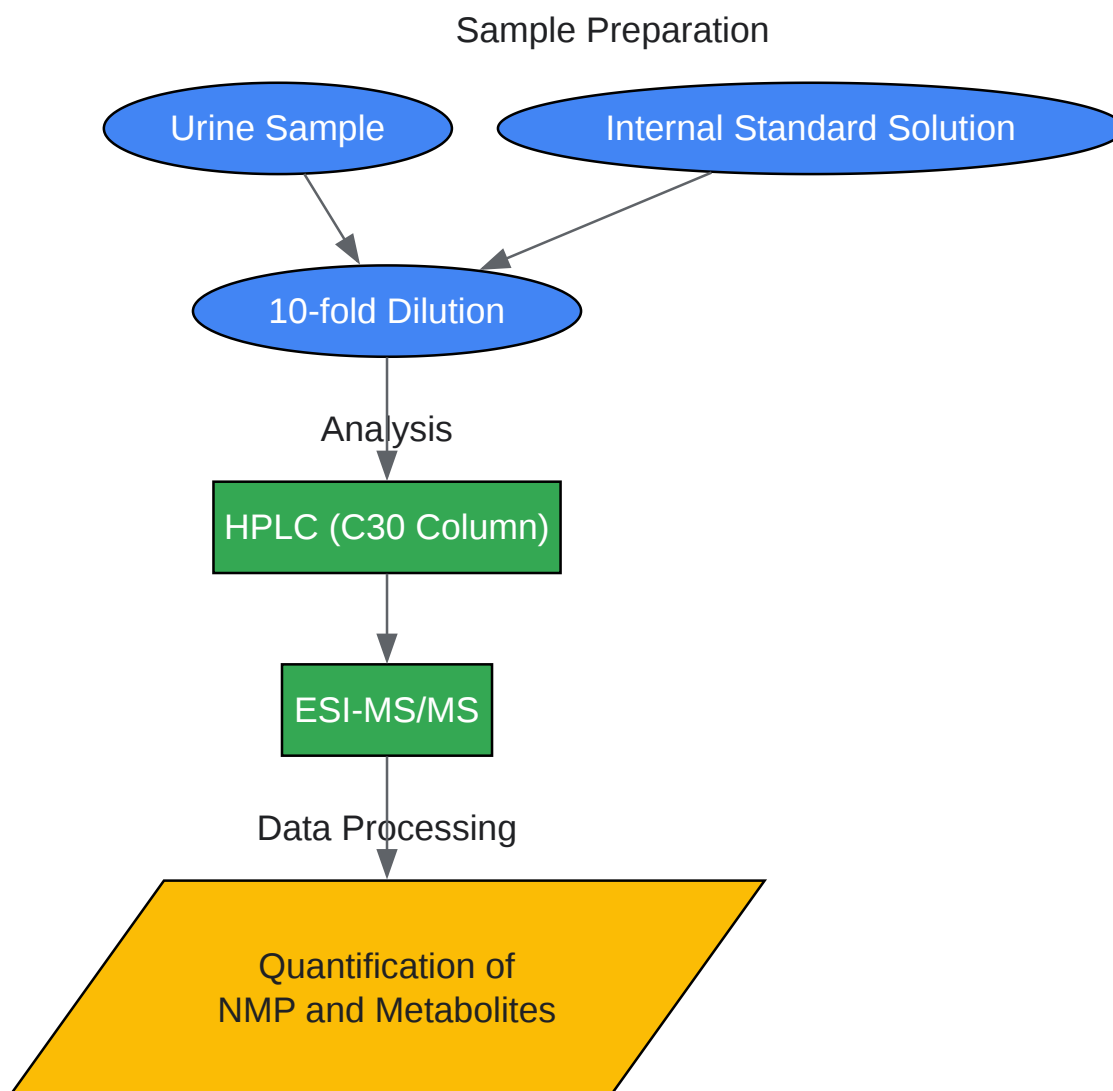 Sample Preparation
Urine Sample
Internal Standard Solution
10-fold Dilution
Analysis
HPLC (C30 Column)
ESI-MS/MS
Data Processing
Quantification of
NMP and Metabolites